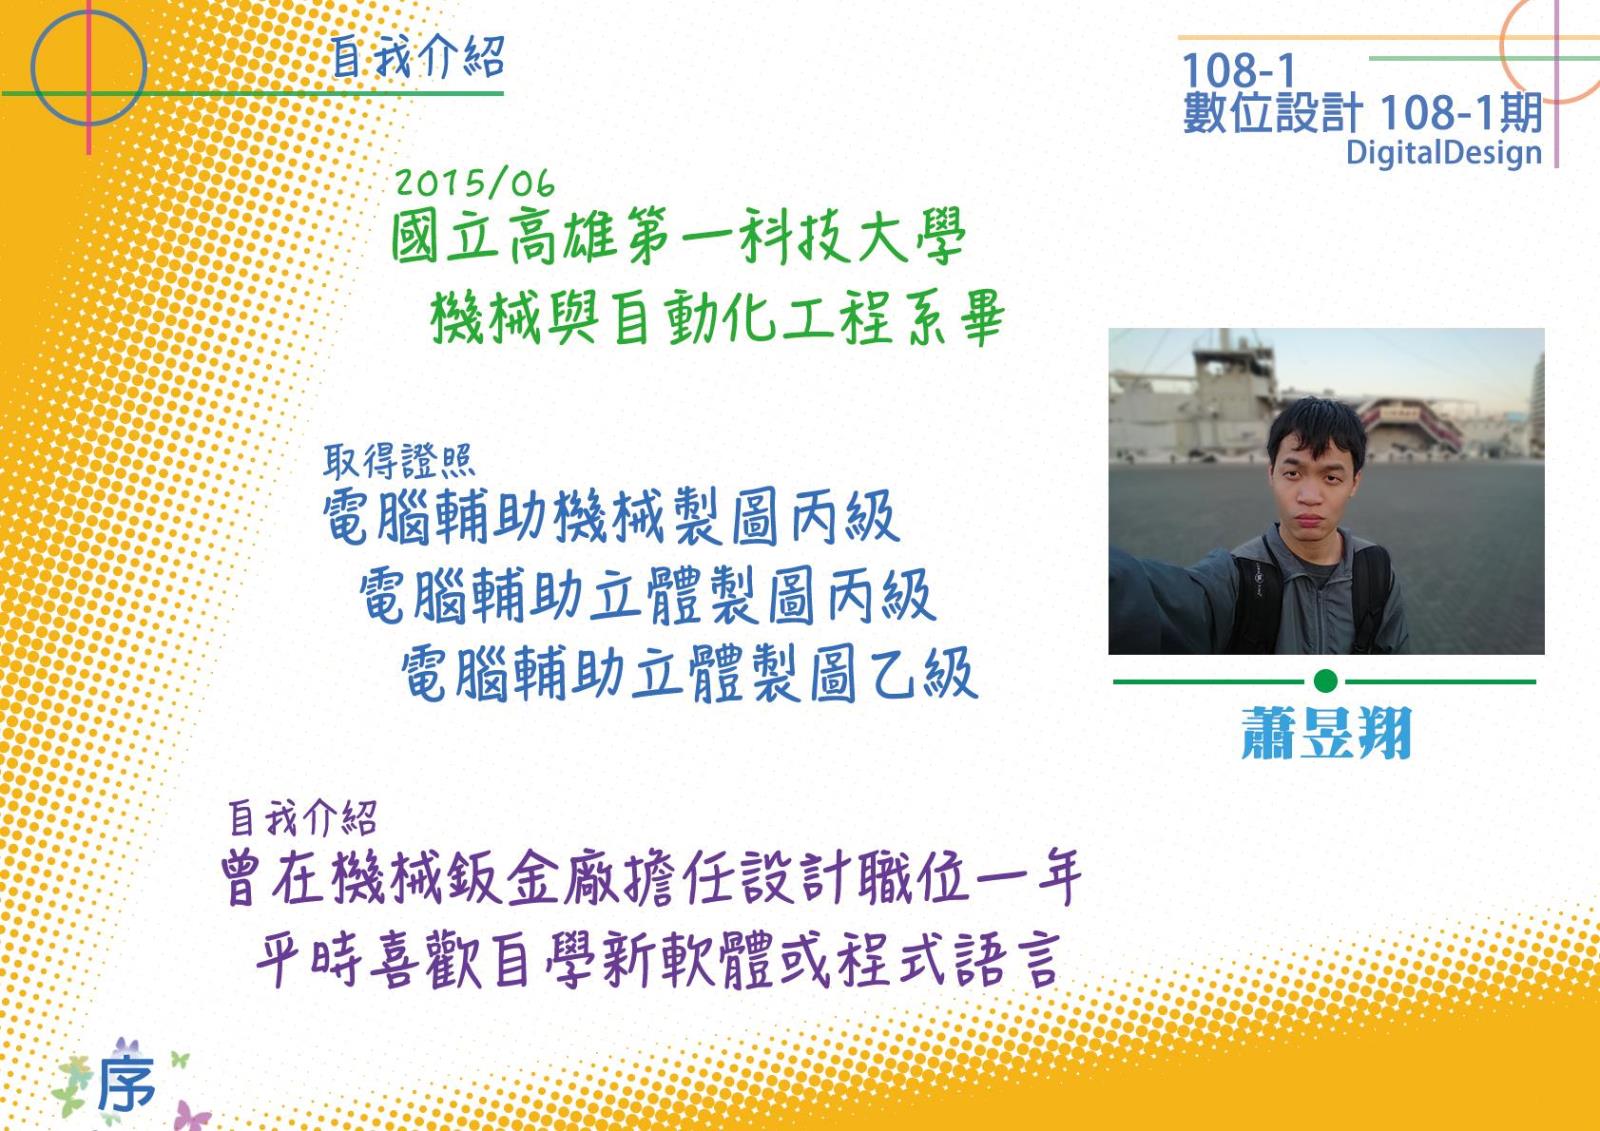 自我介紹
108-1
數位設計 108-1期
DigitalDesign
2015/06
國立高雄第一科技大學
機械與自動化工程系畢
取得證照
電腦輔助機械製圖丙級
電腦輔助立體製圖丙級
電腦輔助立體製圖乙級
蕭昱翔
自我介紹
曾在機械鈑金廠擔任設計職位一年
平時喜歡自學新軟體或程式語言
序